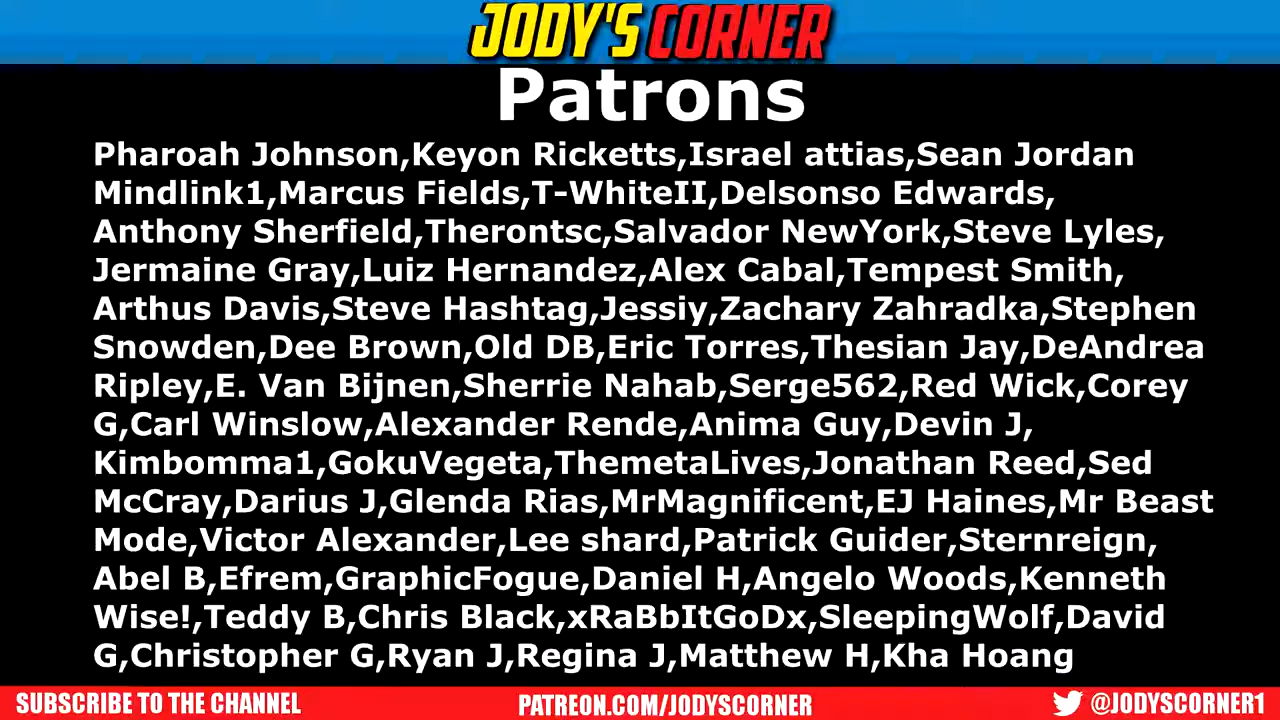 JODY'S CORNER
Patrons
Pharoah Johnson,Keyon Ricketts,Israel attias,Sean Jordan
Mindlink1,Marcus Fields,T-WhiteII,Delsonso Edwards,
Anthony Sherfield,Therontsc,Salvador NewYork,Steve Lyles,
Jermaine Gray,Luiz Hernandez,Alex Cabal,Tempest Smith,
Arthus Davis,Steve Hashtag,Jessiy,Zachary Zahradka,Stephen
Snowden,Dee Brown,Old DB,Eric Torres,Thesian Jay,DeAndrea
Ripley,E. Van Bijnen,Sherrie Nahab,Serge562,Red Wick,Corey
G,Carl Winslow,Alexander Rende,Anima Guy,Devin J,
Kimbomma1,GokuVegeta,ThemetaLives,Jonathan Reed,Sed
McCray,Darius J,Glenda Rias,MrMagnificent,EJ Haines,Mr Beast
Mode,Victor Alexander,Lee shard,Patrick Guider,Sternreign,
Abel B,Efrem,GraphicFogue,Daniel H,Angelo Woods,Kenneth
Wise!,Teddy B,Chris Black,xRaBbItGoDx,SleepingWolf,David
G,Christopher G,Ryan J,Regina J,Matthew H,Kha Hoang
SUBSCRIBE TO THE CHANNEL
PATREON.COM/JODYSCORNER
@JODYSCORNER1